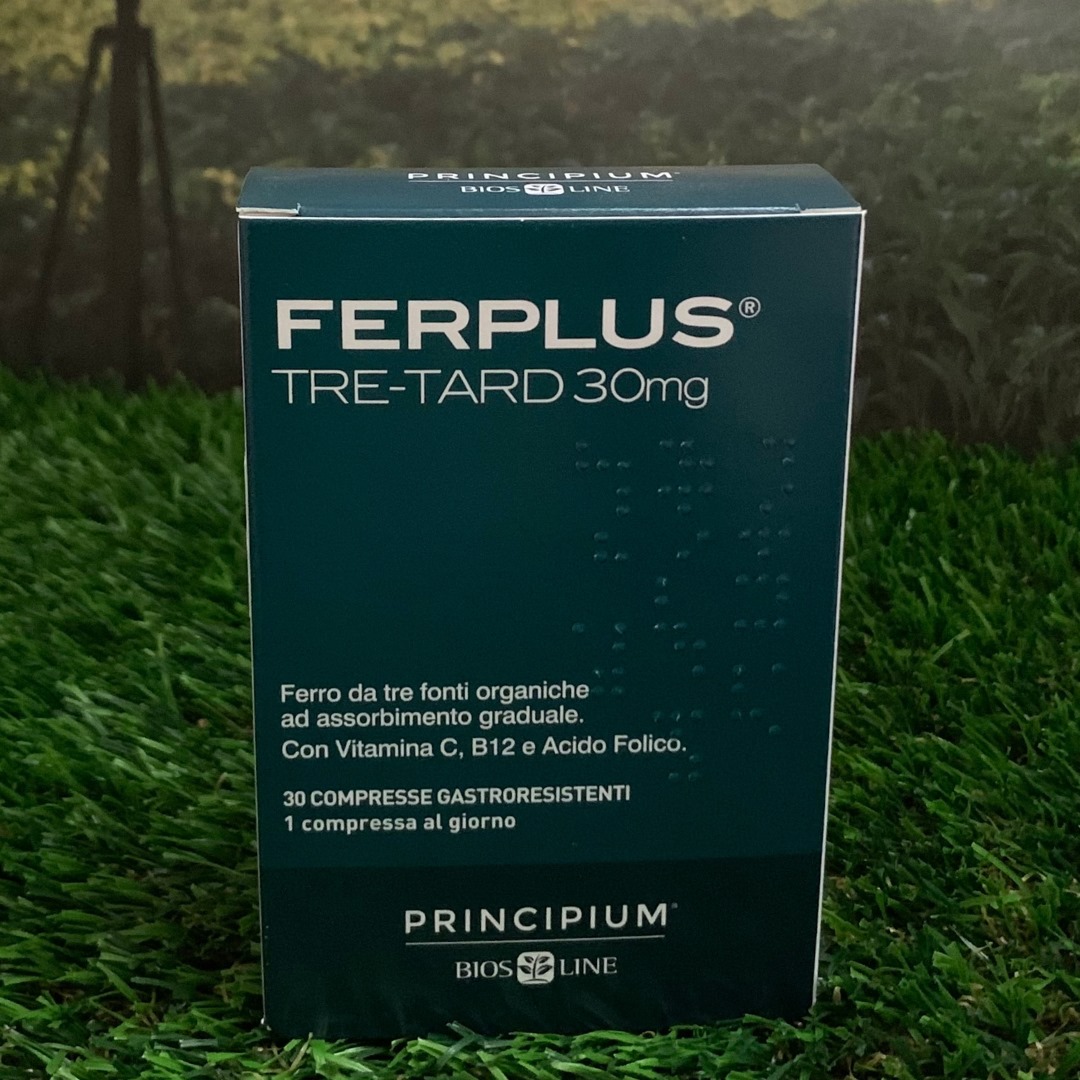 PRINCIPIUM
BIOS LINE
FERPLUS®
TRE-TARD 30mg
Ferro da tre fonti organiche
ad assorbimento graduale.
Con Vitamina C, B12 e Acido Folico.
30 COMPRESSE GASTRORESISTENTI
1 compressa al giorno
PRINCIPIUM
BIOS LINE